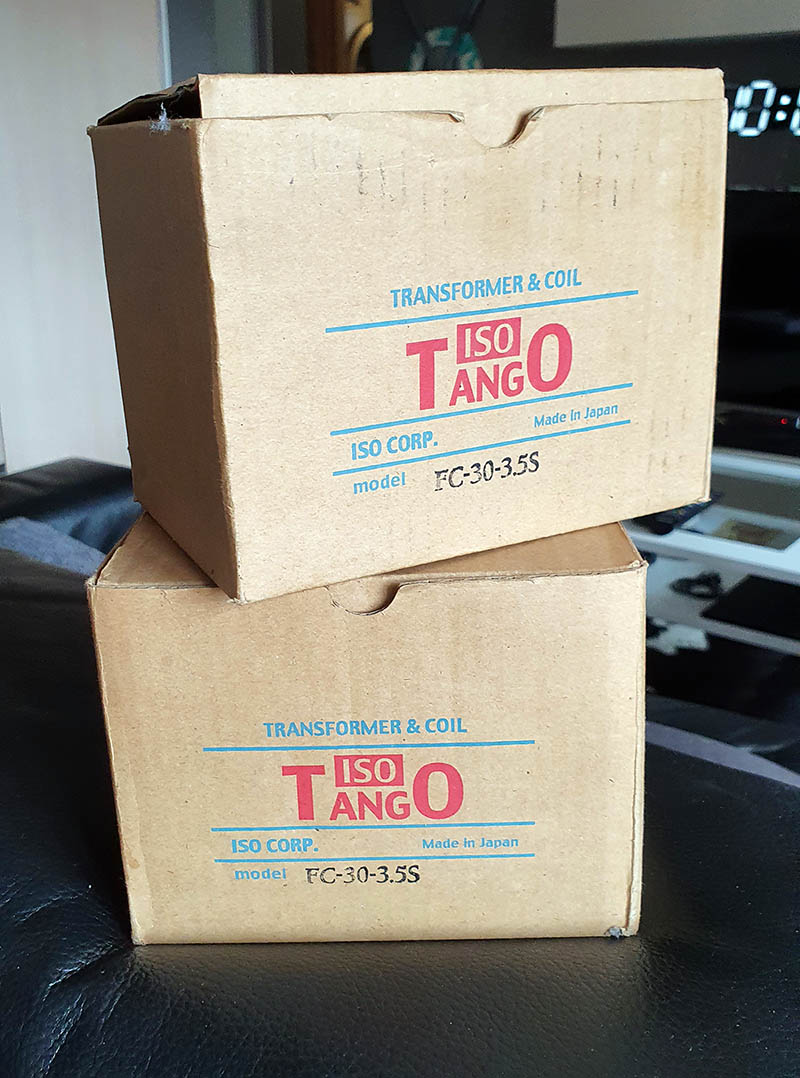 TRANSFORMER & COIL
ISO
TANGO
ISO CORP. Made in Japan
model FC-30-3.5S
TRANSFORMER & COIL
ISO
TANGO
ISO CORP. Made in Japan
model FC-30-3.5S